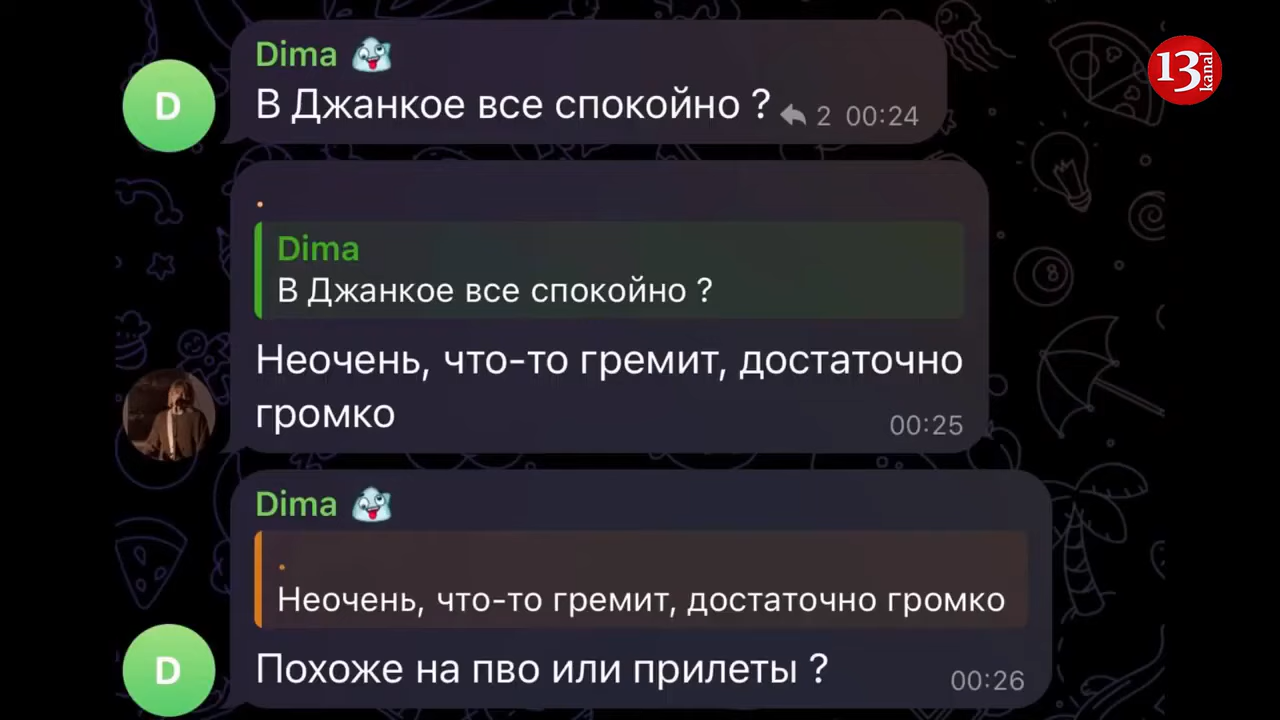 Dima
В Джанкое все спокойно ? 2 00:24
.
Dima
В Джанкое все спокойно ?
Неочень, что-то гремит, достаточно
громко
00:25
Dima
.
Неочень, что-то гремит, достаточно громко
Похоже на пво или прилеты ?
00:26
D
D
13 kanal
8